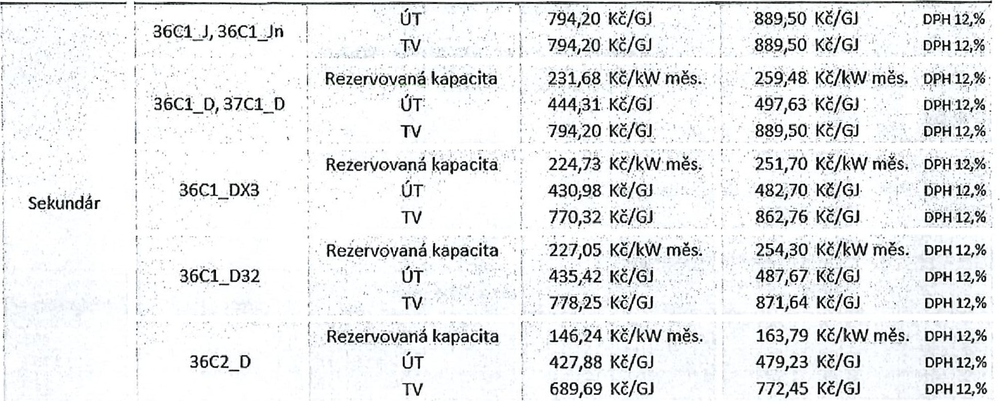 36C1_J, 36C1_Jn
ÚT 794,20 Kč/GJ 889,50 Kč/GJ DPH 12,%
TV 794,20 Kč/GJ 889,50 Kč/GJ DPH 12,%
Rezervovaná kapacita 231,68 Kč/kW měs. 259,48 Kč/kW měs. DPH 12,%
36C1_D, 37C1_D ÚT 444,31 Kč/GJ 497,63 Kč/GJ DPH 12,%
TV 794,20 Kč/GJ 889,50 Kč/GJ DPH 12,%
Rezervovaná kapacita 224,73 Kč/kW měs. 251,70 Kč/kW měs. DPH 12,%
36C1_DX3 ÚT 430,98 Kč/GJ 482,70 Kč/GJ DPH 12,%
Sekundár
TV 770,32 Kč/GJ 862,76 Kč/GJ DPH 12,%
Rezervovaná kapacita 227,05 Kč/kW měs. 254,30 Kč/kW měs. DPH 12,%
36C1_D32 ÚT 435,42 Kč/GJ 487,67 Kč/GJ DPH 12,%
TV 778,25 Kč/GJ 871,64 Kč/GJ DPH 12,%
Rezervovaná kapacita 146,24 Kč/kW měs. 163,79 Kč/kW měs. DPH 12,%
36C2_D ÚT 427,88 Kč/GJ 479,23 Kč/GJ DPH 12,%
TV 689,69 Kč/GJ 772,45 Kč/GJ DPH 12,%